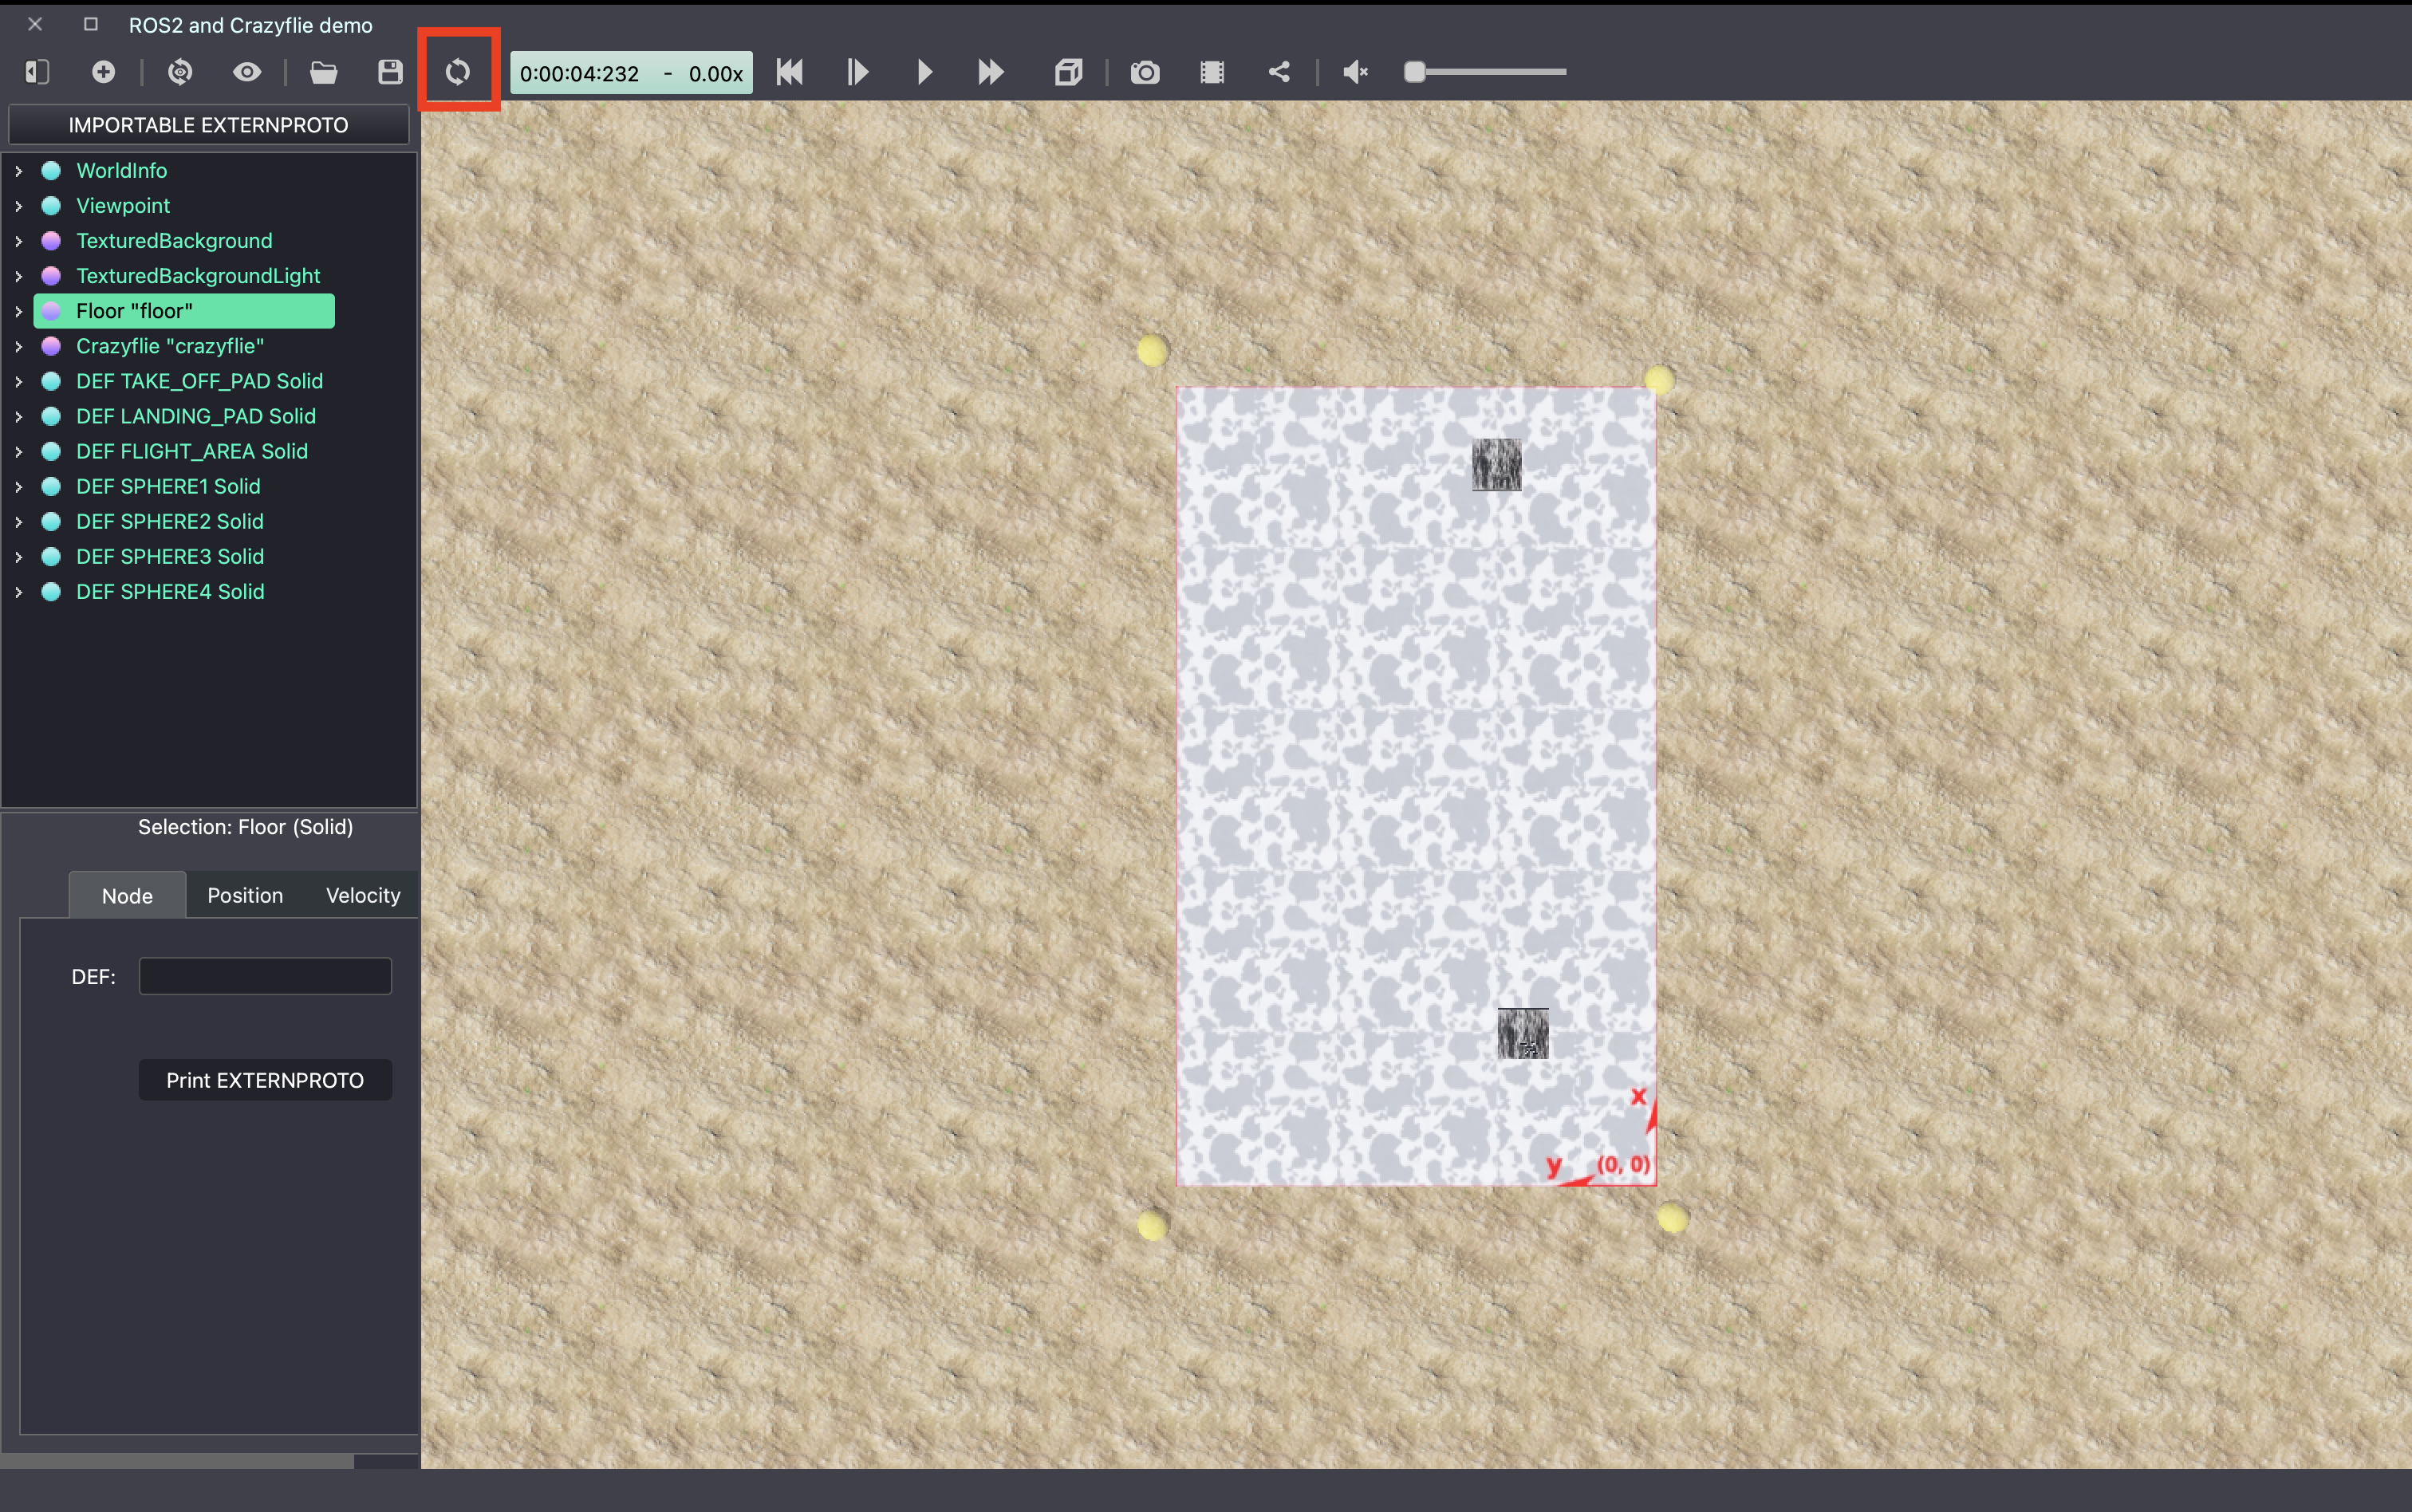 ROS2 and Crazyflie demo
0:00:04:232 - 0.00x
IMPORTABLE EXTERNPROTO
WorldInfo
Viewpoint
TexturedBackground
TexturedBackgroundLight
Floor "floor"
Crazyflie "crazyflie"
DEF TAKE_OFF_PAD Solid
DEF LANDING_PAD Solid
DEF FLIGHT_AREA Solid
DEF SPHERE1 Solid
DEF SPHERE2 Solid
DEF SPHERE3 Solid
DEF SPHERE4 Solid
Selection: Floor (Solid)
Node Position Velocity
DEF:
Print EXTERNPROTO
x
y (0, 0)